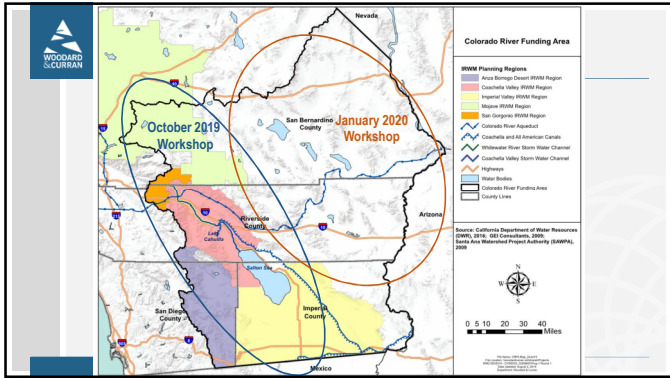 WOODARD
&CURRAN
Nevada
San Bernardino
County
October 2019
Workshop
January 2020
Workshop
Riverside
County
Arizona
Lake
Cahuilla
Salton Sea
San Diego
County
Imperial
County
Mexico
10
10
8
Colorado River Funding Area
IRWM Planning Regions
Anza Borrego Desert IRWM Region
Coachella Valley IRWM Region
Imperial Valley IRWM Region
Mojave IRWM Region
San Gorgonio IRWM Region
Colorado River Aqueduct
Coachella and All American Canals
Whitewater River Storm Water Channel
Coachella Valley Storm Water Channel
Highways
Water Bodies
Colorado River Funding Area
County Lines
Source: California Department of Water Resources
(DWR), 2016; GEI Consultants, 2009;
Santa Ana Watershed Project Authority (SAWPA),
2009
N
W
E
S
0 5 10 20 30 40
Miles